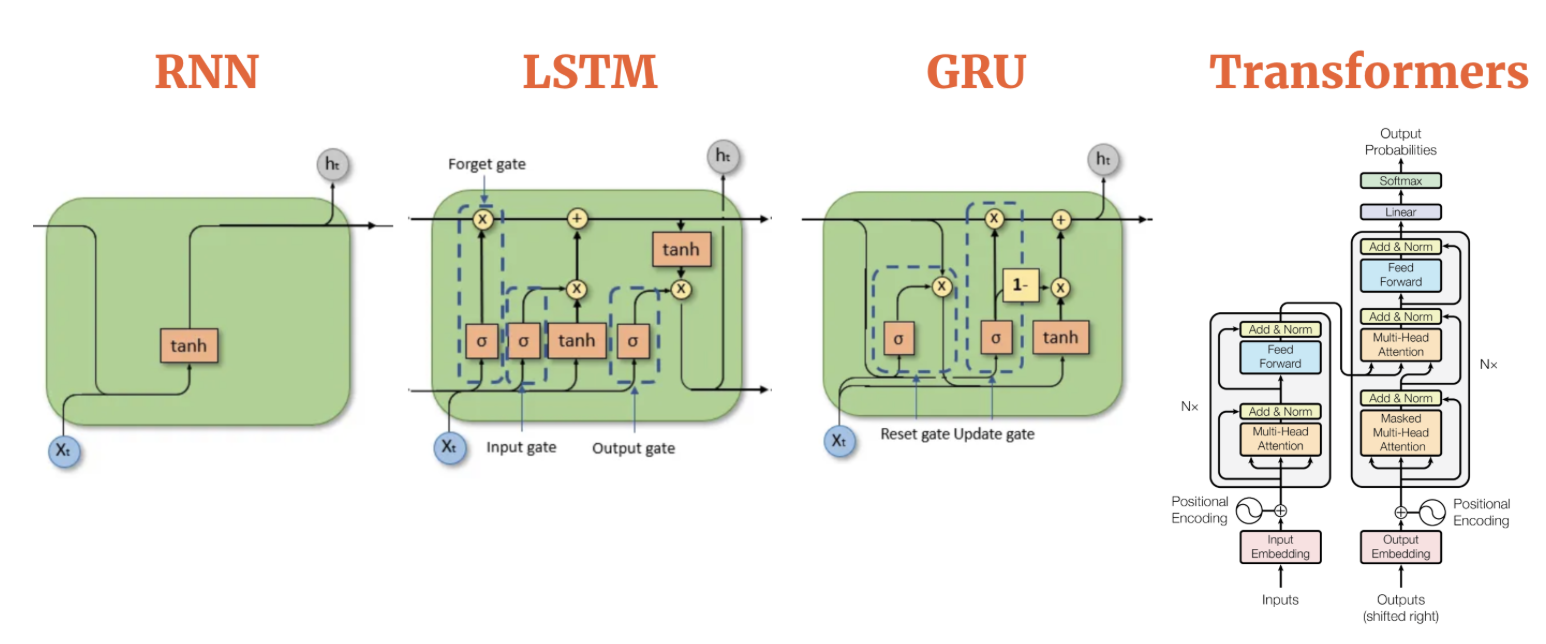 RNN
hₜ
tanh
Xₜ
LSTM
Forget gate
hₜ
x
+
tanh
x
x
σ
σ
tanh
σ
Xₜ
Input gate
Output gate
GRU
hₜ
x
+
x
1-
x
σ
σ
tanh
Xₜ
Reset gate
Update gate
Transformers
Output
Probabilities
Softmax
Linear
Add & Norm
Feed
Forward
Add & Norm
Multi-Head
Attention
Nx
Add & Norm
Masked
Multi-Head
Attention
Add & Norm
Feed
Forward
Nx
Add & Norm
Multi-Head
Attention
Positional
Encoding
Positional
Encoding
Input
Embedding
Output
Embedding
Inputs
Outputs
(shifted right)